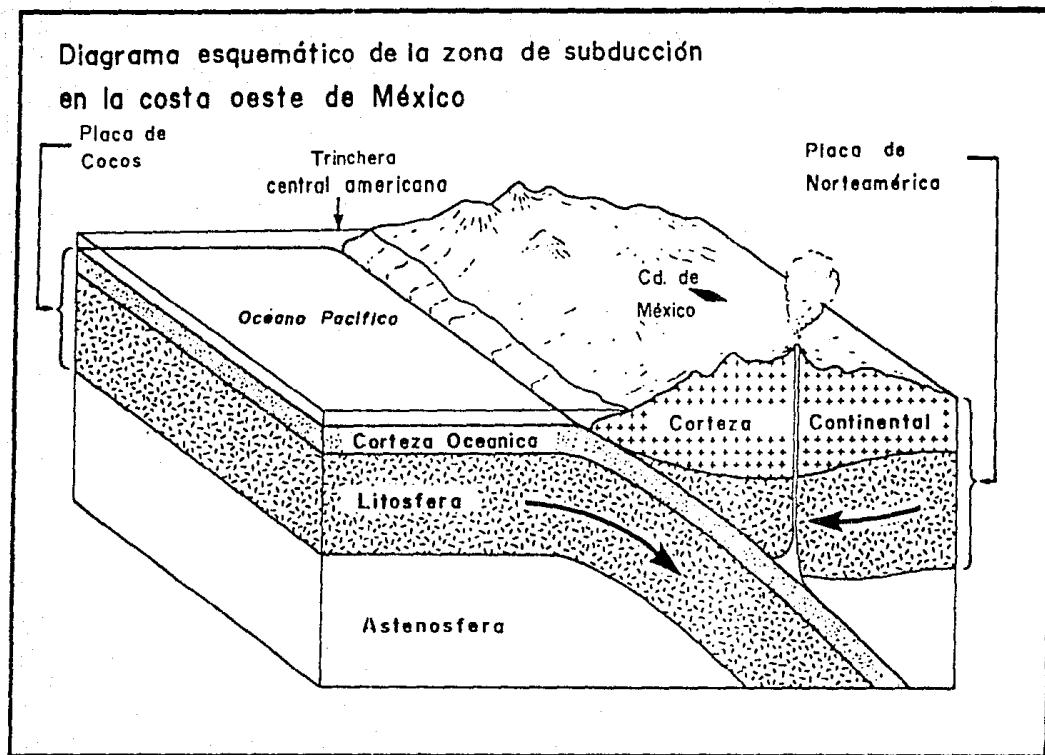 Diagrama esquemático de la zona de subducción
en la costa oeste de México
Placa de
Cocos
Trinchera
central americana
Placa de
Norteamérica
Cd. de
México
Océano Pacífico
Corteza Continental
Corteza Oceanica
Litosfera
Astenosfera